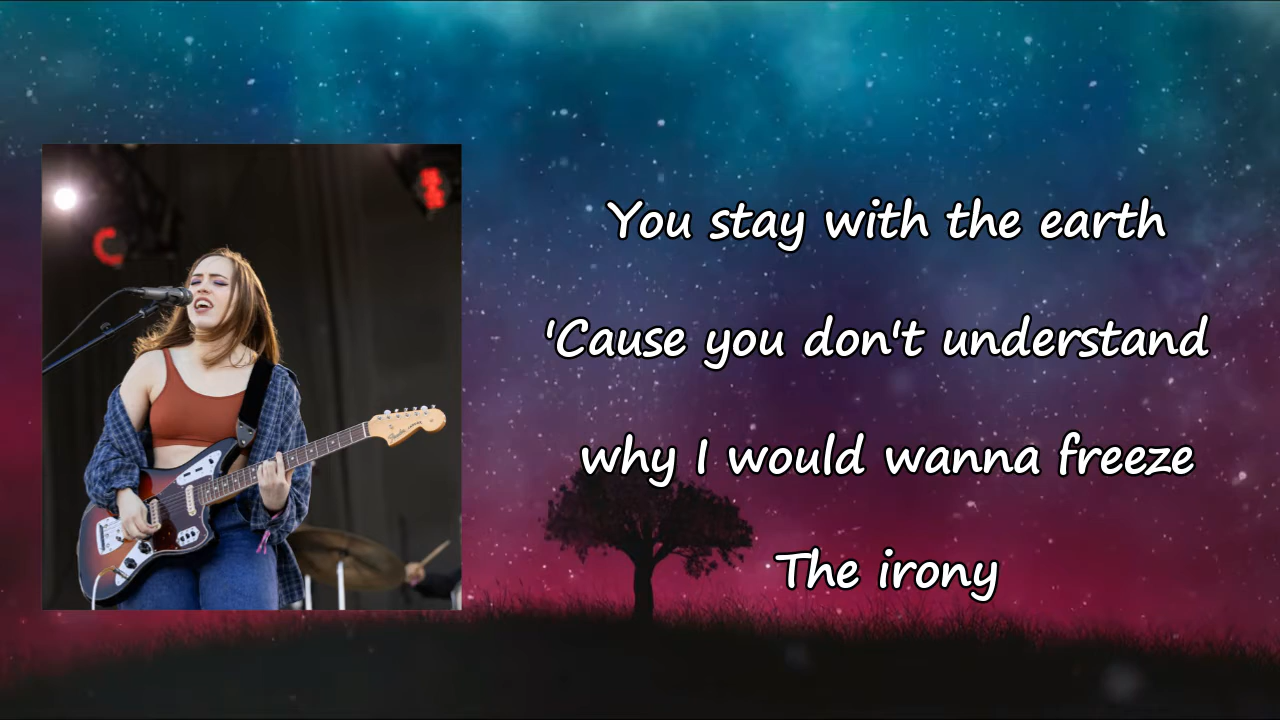 You stay with the earth
'Cause you don't understand
why I would wanna freeze
The irony